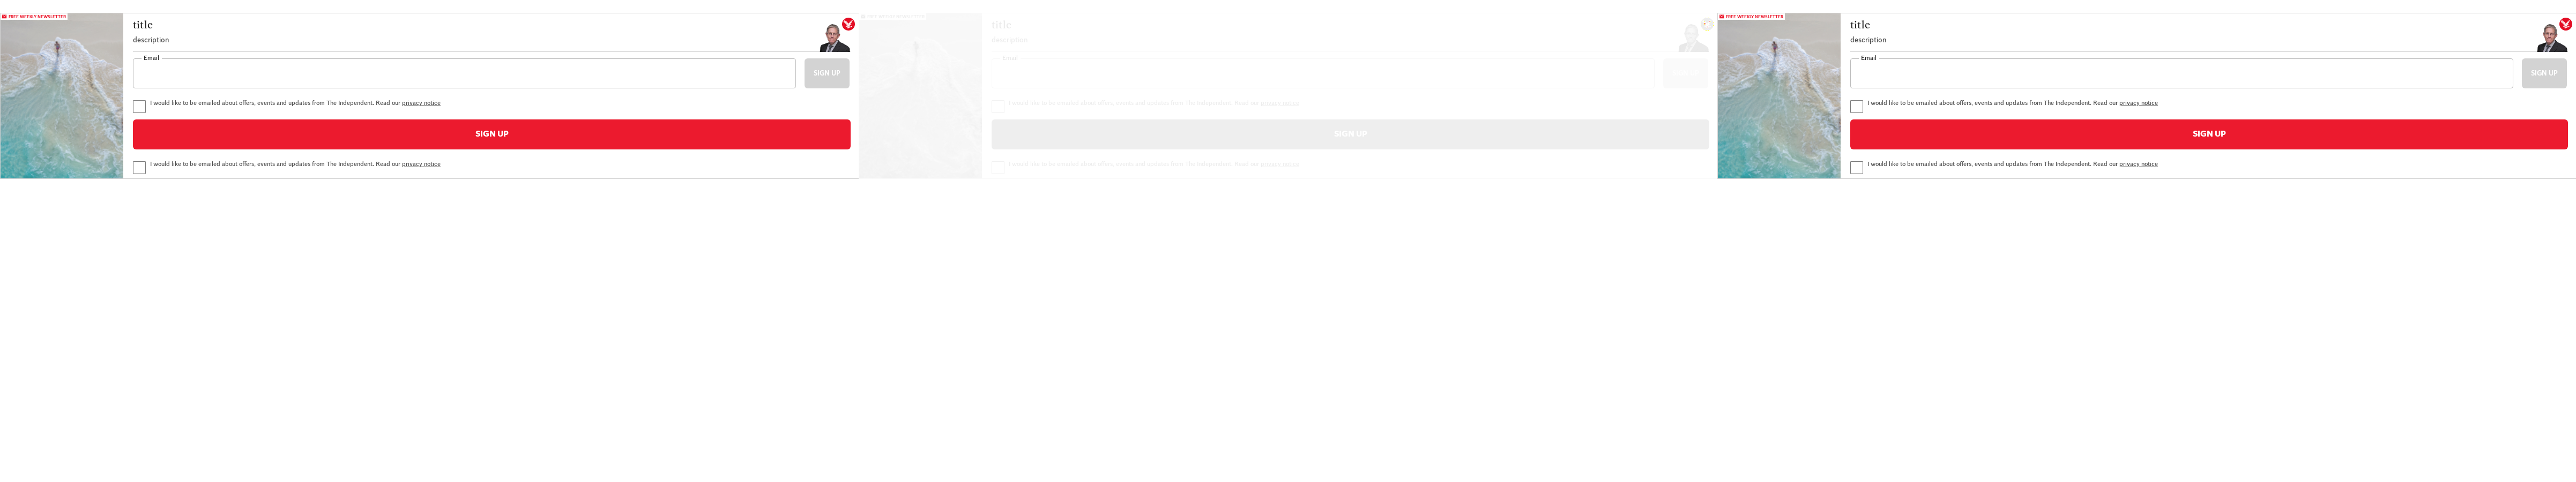 FREE WEEKLY NEWSLETTER
title
description
Email
SIGN UP
I would like to be emailed about offers, events and updates from The Independent. Read our privacy notice
SIGN UP
I would like to be emailed about offers, events and updates from The Independent. Read our privacy notice
FREE WEEKLY NEWSLETTER
title
description
Email
I would like to be emailed about offers, events and updates from The Independent. Read our privacy notice
SIGN UP
I would like to be emailed about offers, events and updates from The Independent. Read our privacy notice
FREE WEEKLY NEWSLETTER
title
description
Email
SIGN UP
I would like to be emailed about offers, events and updates from The Independent. Read our privacy notice
SIGN UP
I would like to be emailed about offers, events and updates from The Independent. Read our privacy notice